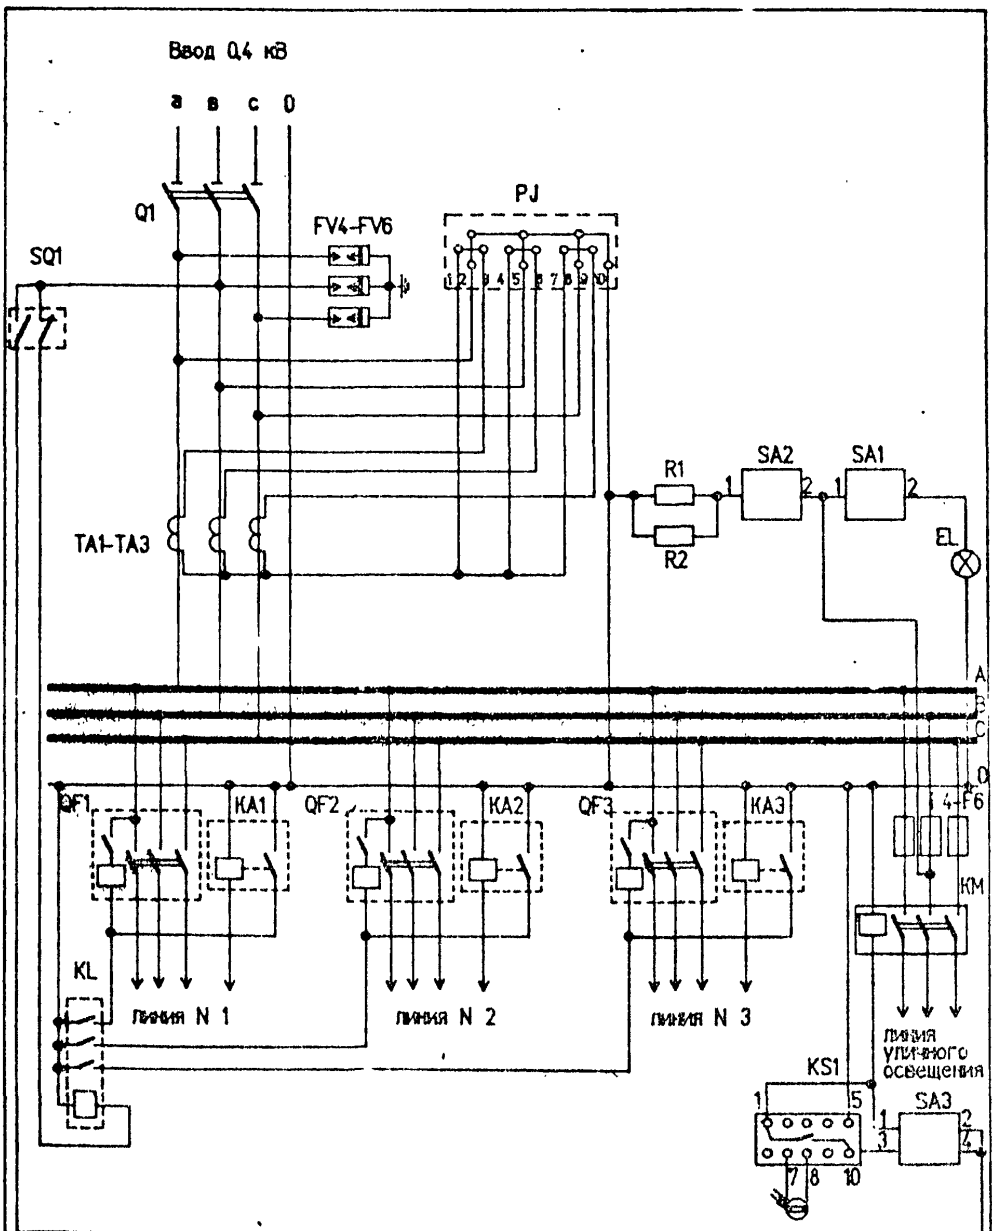 Ввод 0,4 кВ
а в с 0
Q1
SQ1
FV4-FV6
PJ
1 2 3 4 5 6 7 8 9 10
TA1-TA3
R1
R2
1 SA2 2
1 SA1 2
EL
A
B
C
0
QF1
KA1
QF2
KA2
QF3
KA3
4-F6
KM
KL
линия N 1
линия N 2
линия N 3
линия
уличного
освещения
KS1
1 5
7 8 10
SA3
1 2
3 4